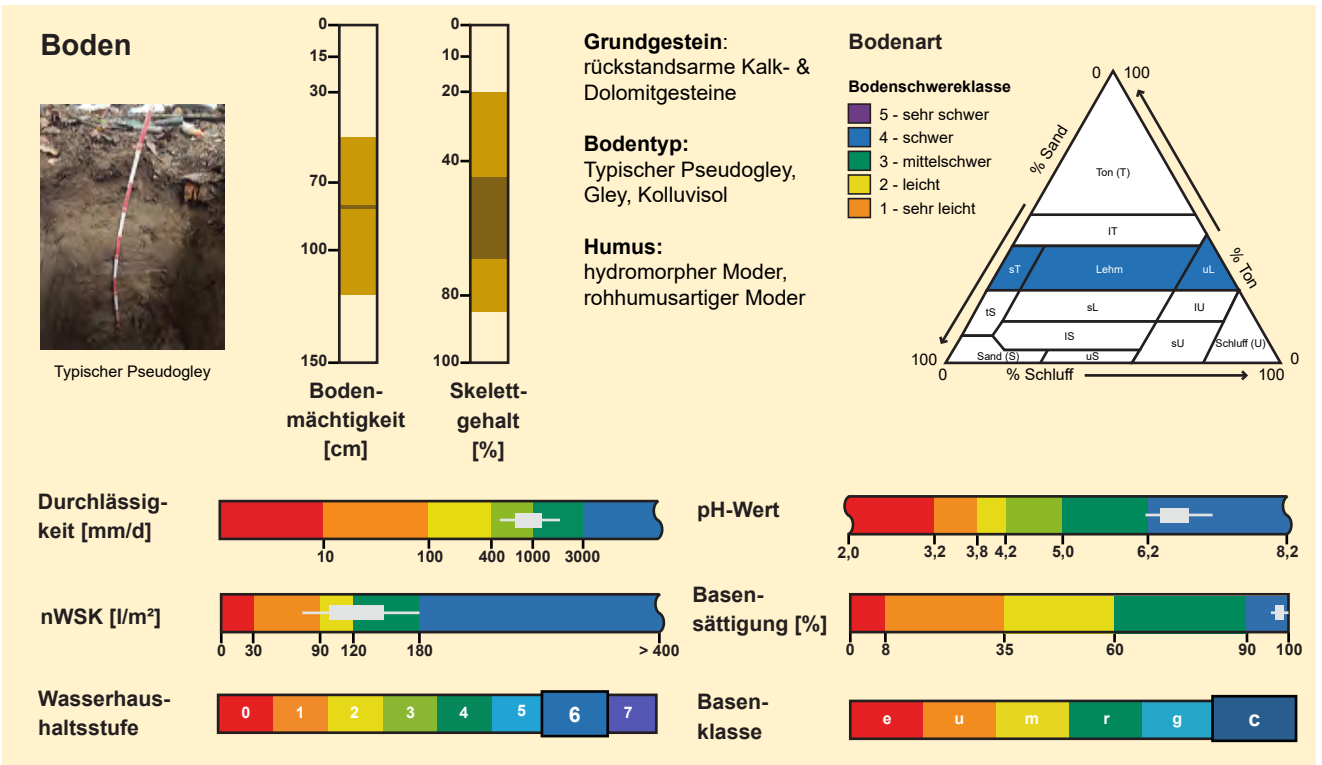 Boden
Typischer Pseudogley
0
15
30
70
100
150
Boden-
mächtigkeit
[cm]
0
10
20
40
80
100
Skelett-
gehalt
[%]
Grundgestein:
rückstandsarme Kalk- &
Dolomitgesteine
Bodentyp:
Typischer Pseudogley,
Gley, Kolluvisol
Humus:
hydromorpher Moder,
rohhumusartiger Moder
Bodenart
Bodenschwereklasse
5 - sehr schwer
4 - schwer
3 - mittelschwer
2 - leicht
1 - sehr leicht
0 100
% Sand
% Ton
Ton (T)
lT
sT Lehm uL
tS sL lU
lS sU Schluff (U)
Sand (S) uS
100 0
0 % Schluff 100
Durchlässig-
keit [mm/d]
10 100 400 1000 3000
nWSK [l/m²]
0 30 90 120 180 > 400
Wasserhaus-
haltsstufe
0 1 2 3 4 5 6 7
pH-Wert
2,0 3,2 3,8 4,2 5,0 6,2 8,2
Basen-
sättigung [%]
0 8 35 60 90 100
Basen-
klasse
e u m r g c